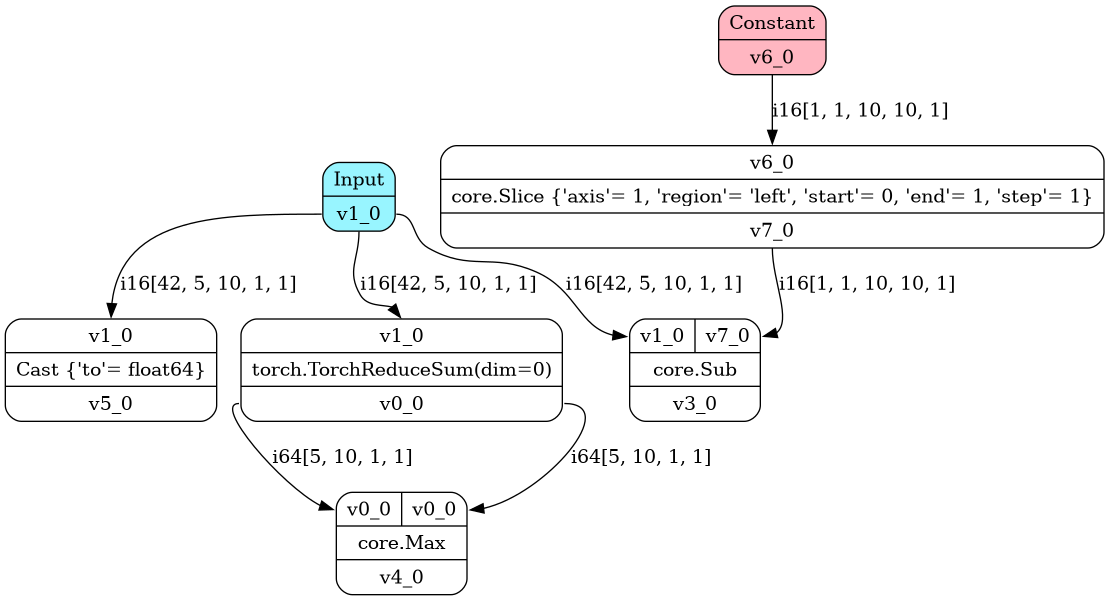 Constant
v6_0
i16[1, 1, 10, 10, 1]
v6_0
core.Slice {'axis'= 1, 'region'= 'left', 'start'= 0, 'end'= 1, 'step'= 1}
v7_0
Input
v1_0
i16[42, 5, 10, 1, 1]
i16[42, 5, 10, 1, 1]
i16[42, 5, 10, 1, 1]
i16[1, 1, 10, 10, 1]
v1_0
Cast {'to'= float64}
v5_0
v1_0
torch.TorchReduceSum(dim=0)
v0_0
v1_0 v7_0
core.Sub
v3_0
i64[5, 10, 1, 1]
i64[5, 10, 1, 1]
v0_0 v0_0
core.Max
v4_0